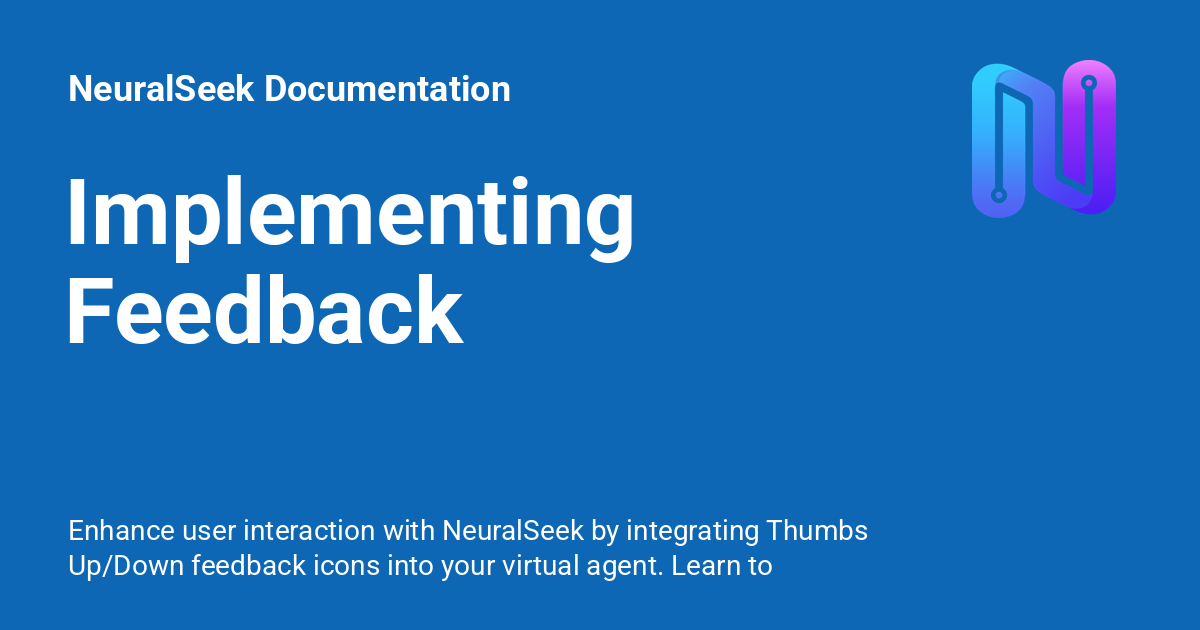 NeuralSeek Documentation
Implementing
Feedback
Enhance user interaction with NeuralSeek by integrating Thumbs
Up/Down feedback icons into your virtual agent. Learn to